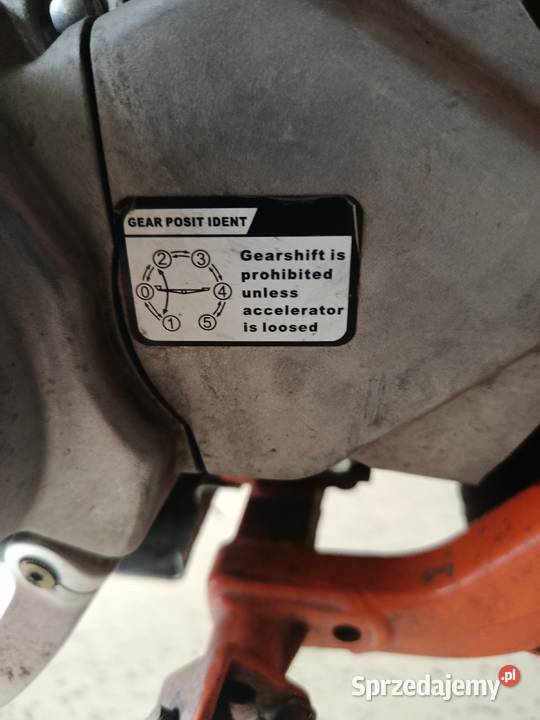 GEAR POSIT IDENT
2 3
0 4
1 5
Gearshift is
prohibited
unless
accelerator
is loosed
Sprzedajemy.pl